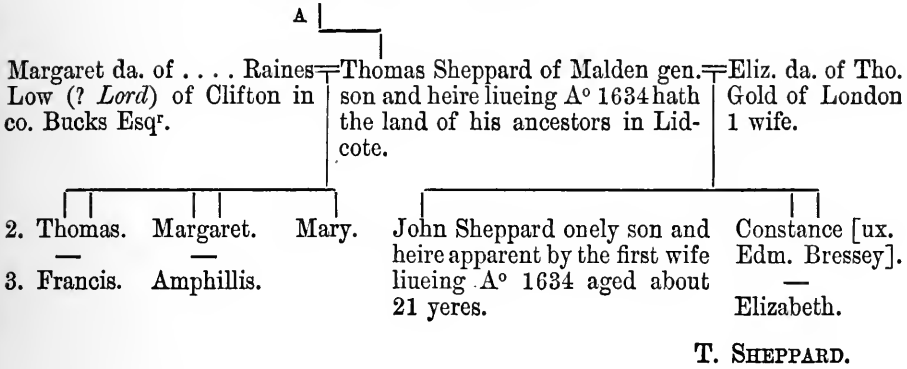 A
Margaret da. of .... Raines
Low (? Lord) of Clifton in
co. Bucks Esqr.
Thomas Sheppard of Malden gen.
son and heire liueing Ao 1634 hath
the land of his ancestors in Lid-
cote.
Eliz. da. of Tho.
Gold of London
1 wife.
2. Thomas.
—
3. Francis.
Margaret.
—
Amphillis.
Mary.
John Sheppard onely son and
heire apparent by the first wife
liueing Ao 1634 aged about
21 yeres.
Constance [ux.
Edm. Bressey].
—
Elizabeth.
T. SHEPPARD.